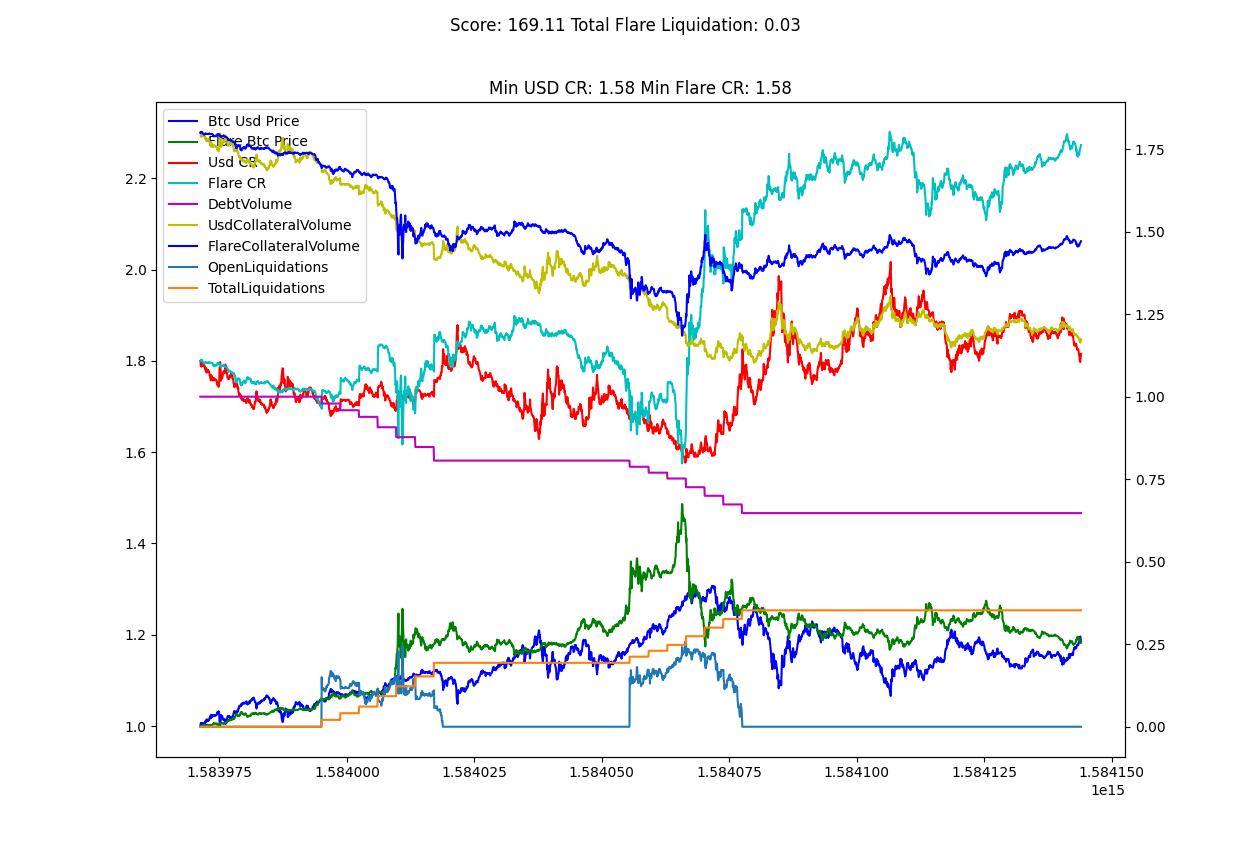 Score: 169.11 Total Flare Liquidation: 0.03
Min USD CR: 1.58 Min Flare CR: 1.58
Btc Usd Price
Flare Btc Price
Usd CR
Flare CR
DebtVolume
UsdCollateralVolume
FlareCollateralVolume
OpenLiquidations
TotalLiquidations
2.2
2.0
1.8
1.6
1.4
1.2
1.0
1.75
1.50
1.25
1.00
0.75
0.50
0.25
0.00
1.583975
1.584000
1.584025
1.584050
1.584075
1.584100
1.584125
1.584150
1e15